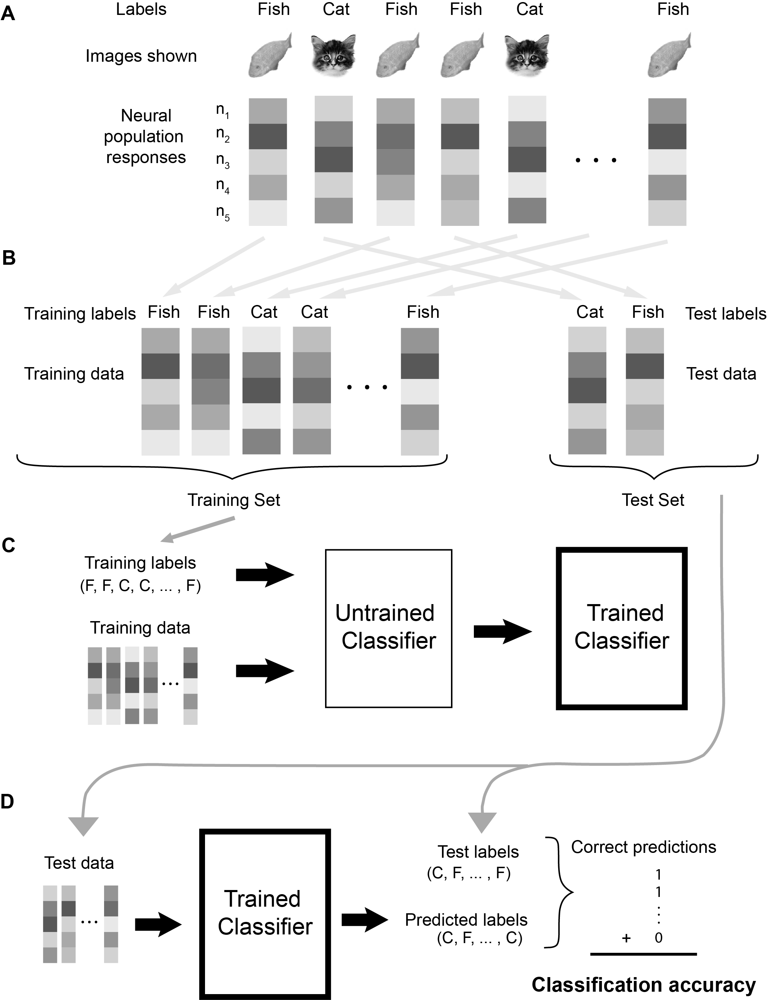 A
Labels Fish Cat Fish Fish Cat Fish
Images shown
Neural
population
responses
n1
n2
n3
n4
n5
. . .
B
Training labels Fish Fish Cat Cat Fish Cat Fish Test labels
Training data . . . Test data
Training Set Test Set
C
Training labels
(F, F, C, C, ... , F)
Training data
...
Untrained
Classifier
Trained
Classifier
D
Test data
...
Trained
Classifier
Test labels
(C, F, ... , F)
Predicted labels
(C, F, ... , C)
Correct predictions
1
1
:
+ 0
Classification accuracy